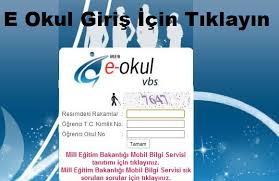 E Okul Giriş İçin Tıklayın
MEB
e-okul
vbs
7647
Resimdeki Rakamlar :
Öğrenci T.C. Kimlik No:
Öğrenci Okul No :
Tamam
Milli Eğitim Bakanlığı Mobil Bilgi Servisi
tanıtımı için tıklayınız.
Milli Eğitim Bakanlığı Mobil Bilgi Servisi sık
sorulan sorular için tıklayınız.